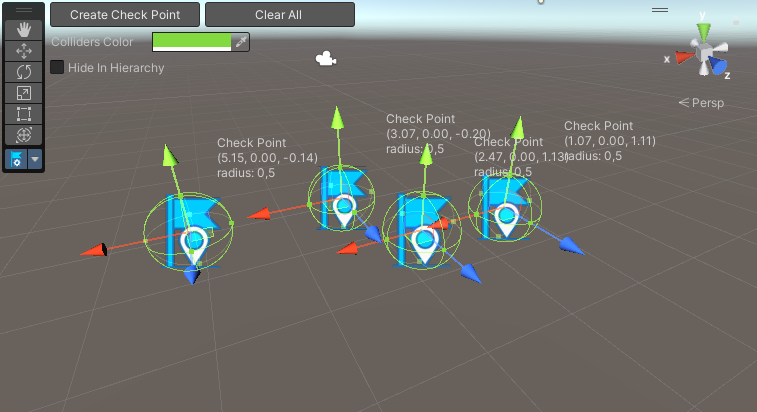 Create Check Point
Clear All
Colliders Color
Hide In Hierarchy
y
x
z
Persp
Check Point
(5.15, 0.00, -0.14)
radius: 0,5
Check Point
(3.07, 0.00, -0.20)
radius: 0,5
Check Point
(2.47, 0.00, 1.13)
radius: 0,5
Check Point
(1.07, 0.00, 1.11)
radius: 0,5